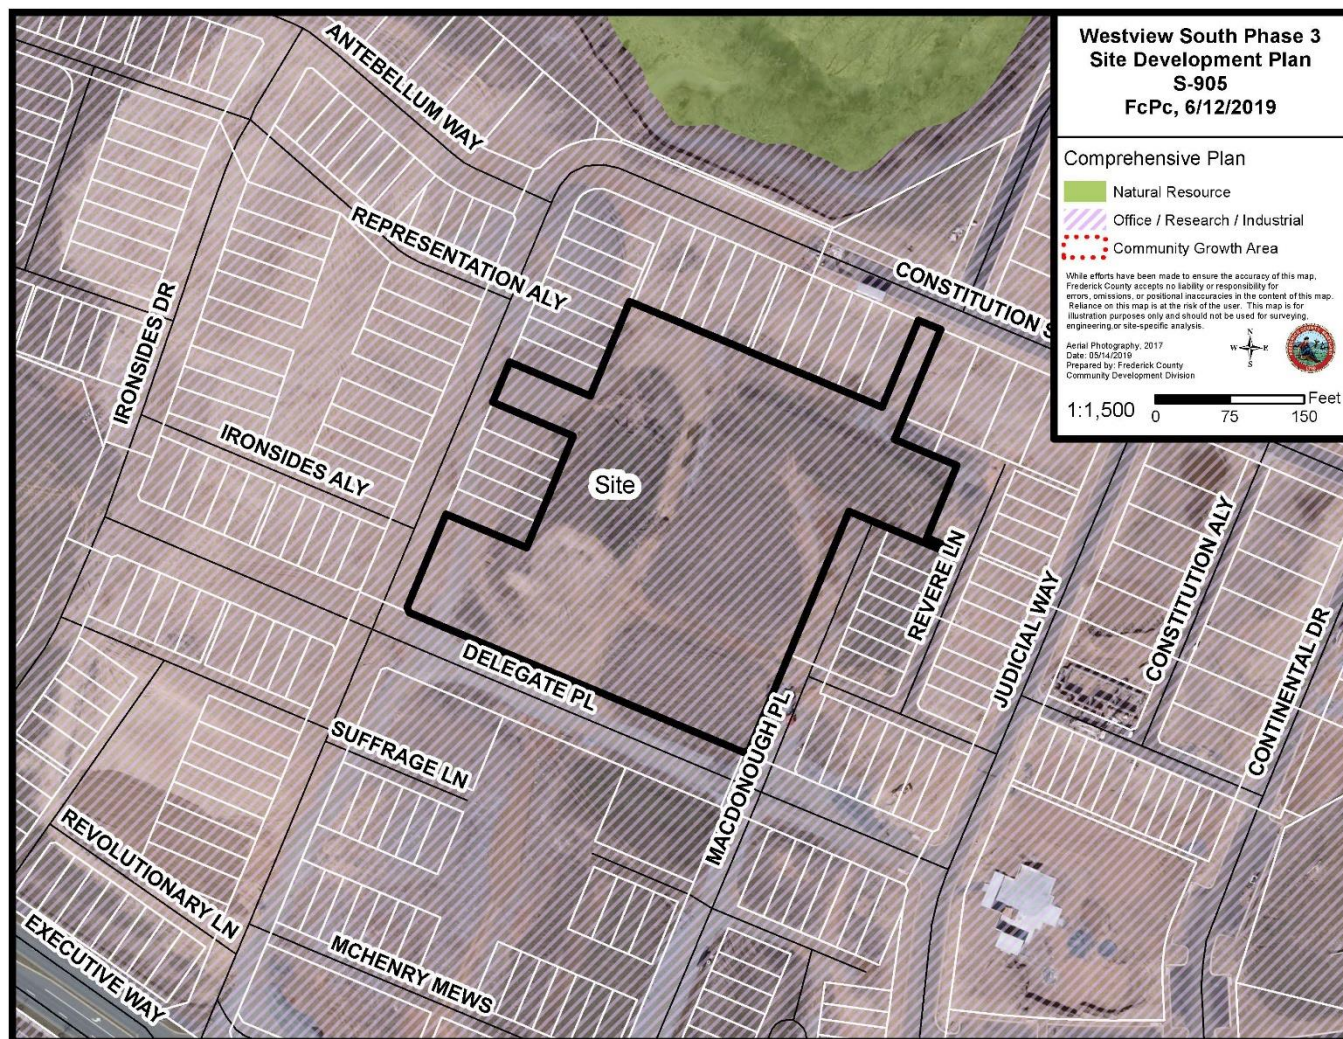 Westview South Phase 3
Site Development Plan
S-905
FcPc, 6/12/2019
Comprehensive Plan
Natural Resource
Office / Research / Industrial
Community Growth Area
While efforts have been made to ensure the accuracy of this map,
Frederick County accepts no liability or responsibility for
errors, omissions, or positional inaccuracies in the content of this map.
Reliance on this map is at the risk of the user. This map is for
illustration purposes only and should not be used for surveying,
engineering,or site-specific analysis.
Aerial Photography, 2017
Date: 05/14/2019
Prepared by: Frederick County
Community Development Division
N
W E
S
1:1,500
0 75 150 Feet
ANTEBELLUM WAY
REPRESENTATION ALY
CONSTITUTION S
IRONSIDES DR
IRONSIDES ALY
Site
REVERE LN
JUDICIAL WAY
CONSTITUTION ALY
CONTINENTAL DR
DELEGATE PL
MACDONOUGH PL
SUFFRAGE LN
REVOLUTIONARY LN
EXECUTIVE WAY
MCHENRY MEWS